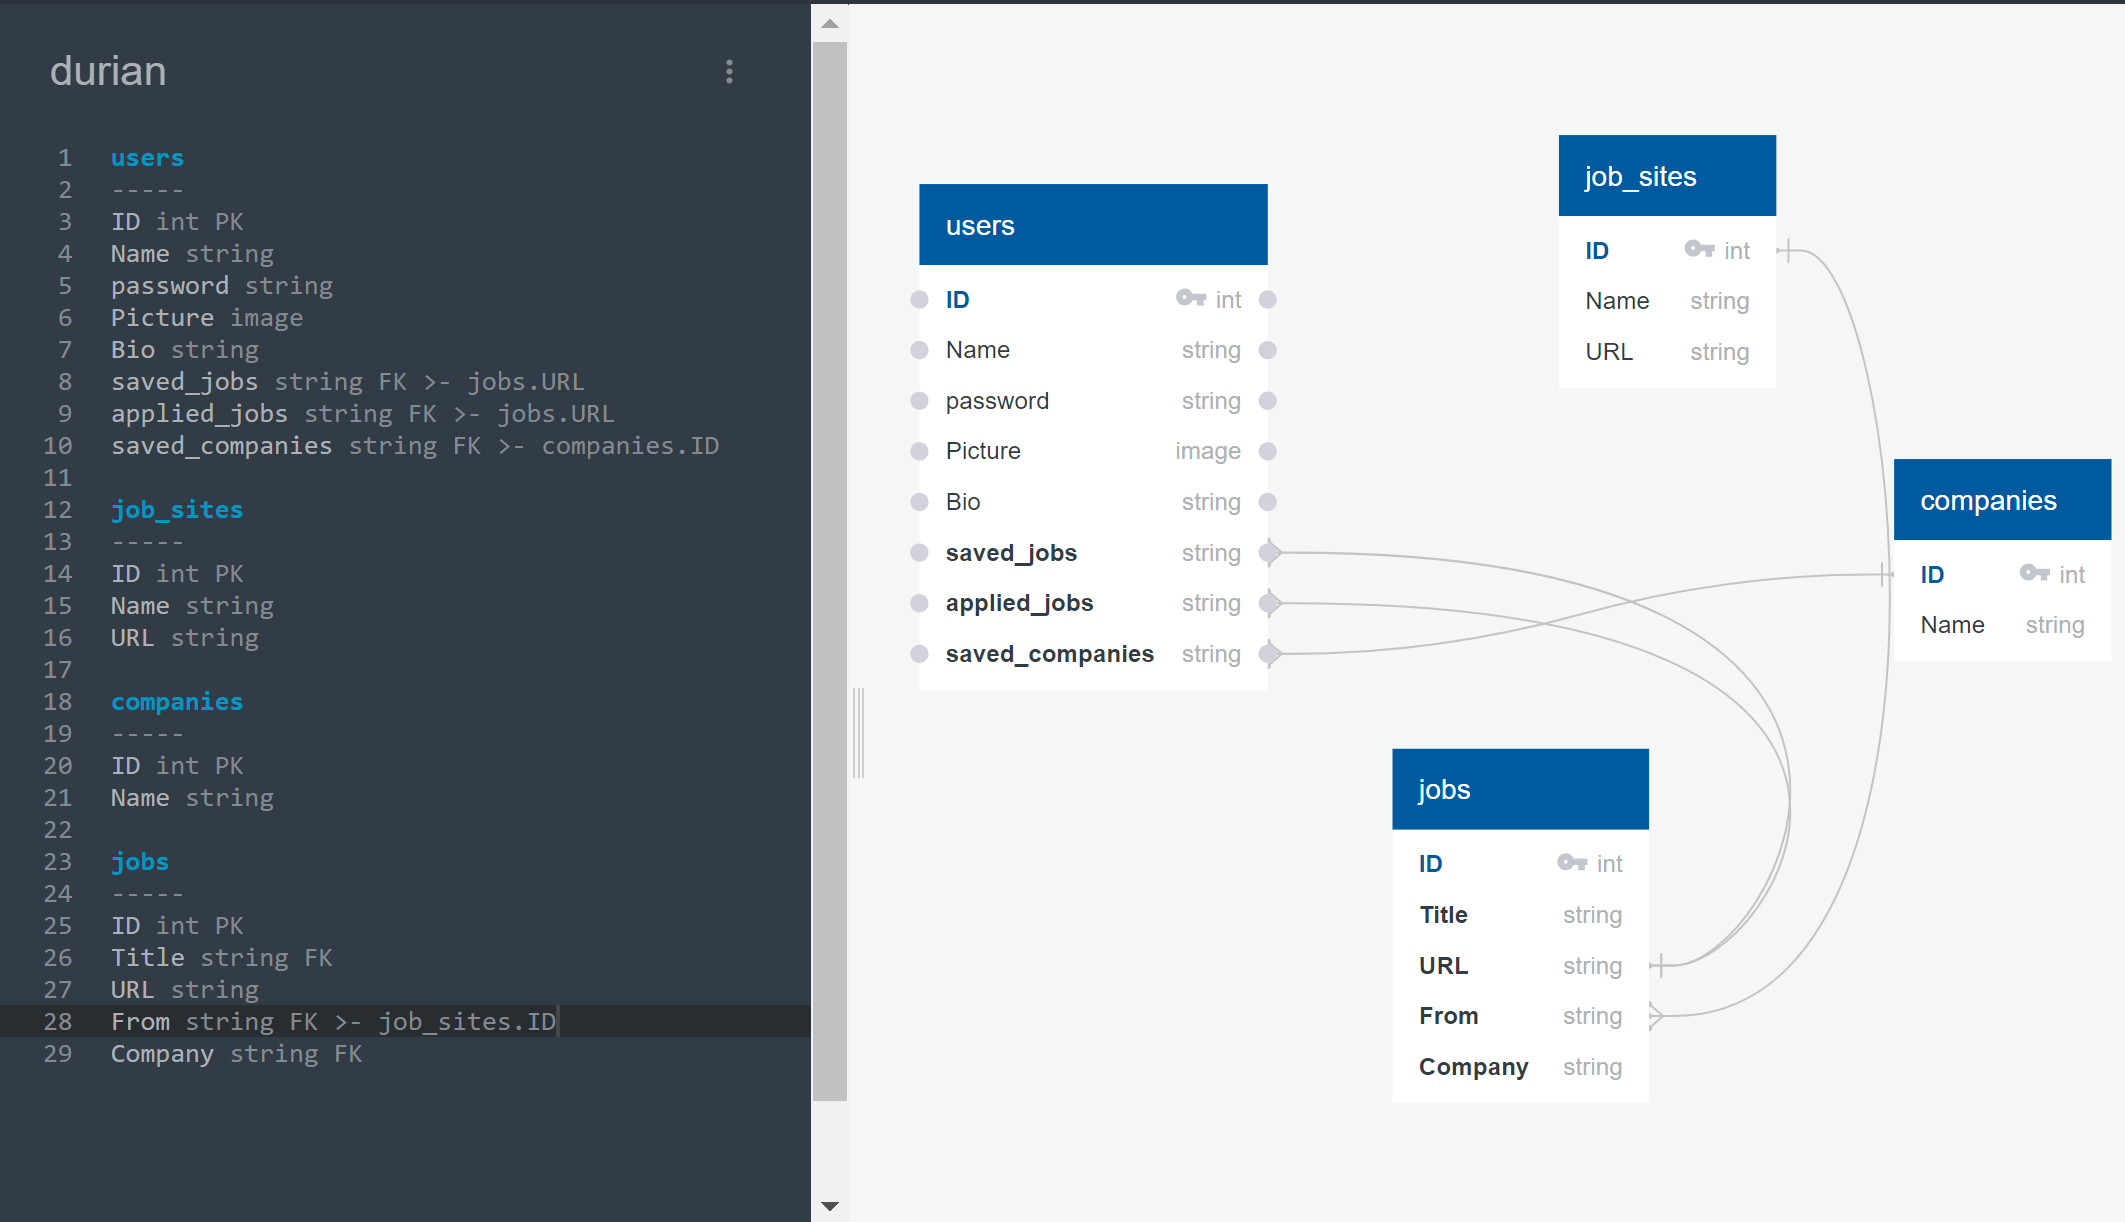 durian
1 users
2 -----
3 ID int PK
4 Name string
5 password string
6 Picture image
7 Bio string
8 saved_jobs string FK >- jobs.URL
9 applied_jobs string FK >- jobs.URL
10 saved_companies string FK >- companies.ID
11
12 job_sites
13 -----
14 ID int PK
15 Name string
16 URL string
17
18 companies
19 -----
20 ID int PK
21 Name string
22
23 jobs
24 -----
25 ID int PK
26 Title string FK
27 URL string
28 From string FK >- job_sites.ID
29 Company string FK
users
ID int
Name string
password string
Picture image
Bio string
saved_jobs string
applied_jobs string
saved_companies string
job_sites
ID int
Name string
URL string
companies
ID int
Name string
jobs
ID int
Title string
URL string
From string
Company string